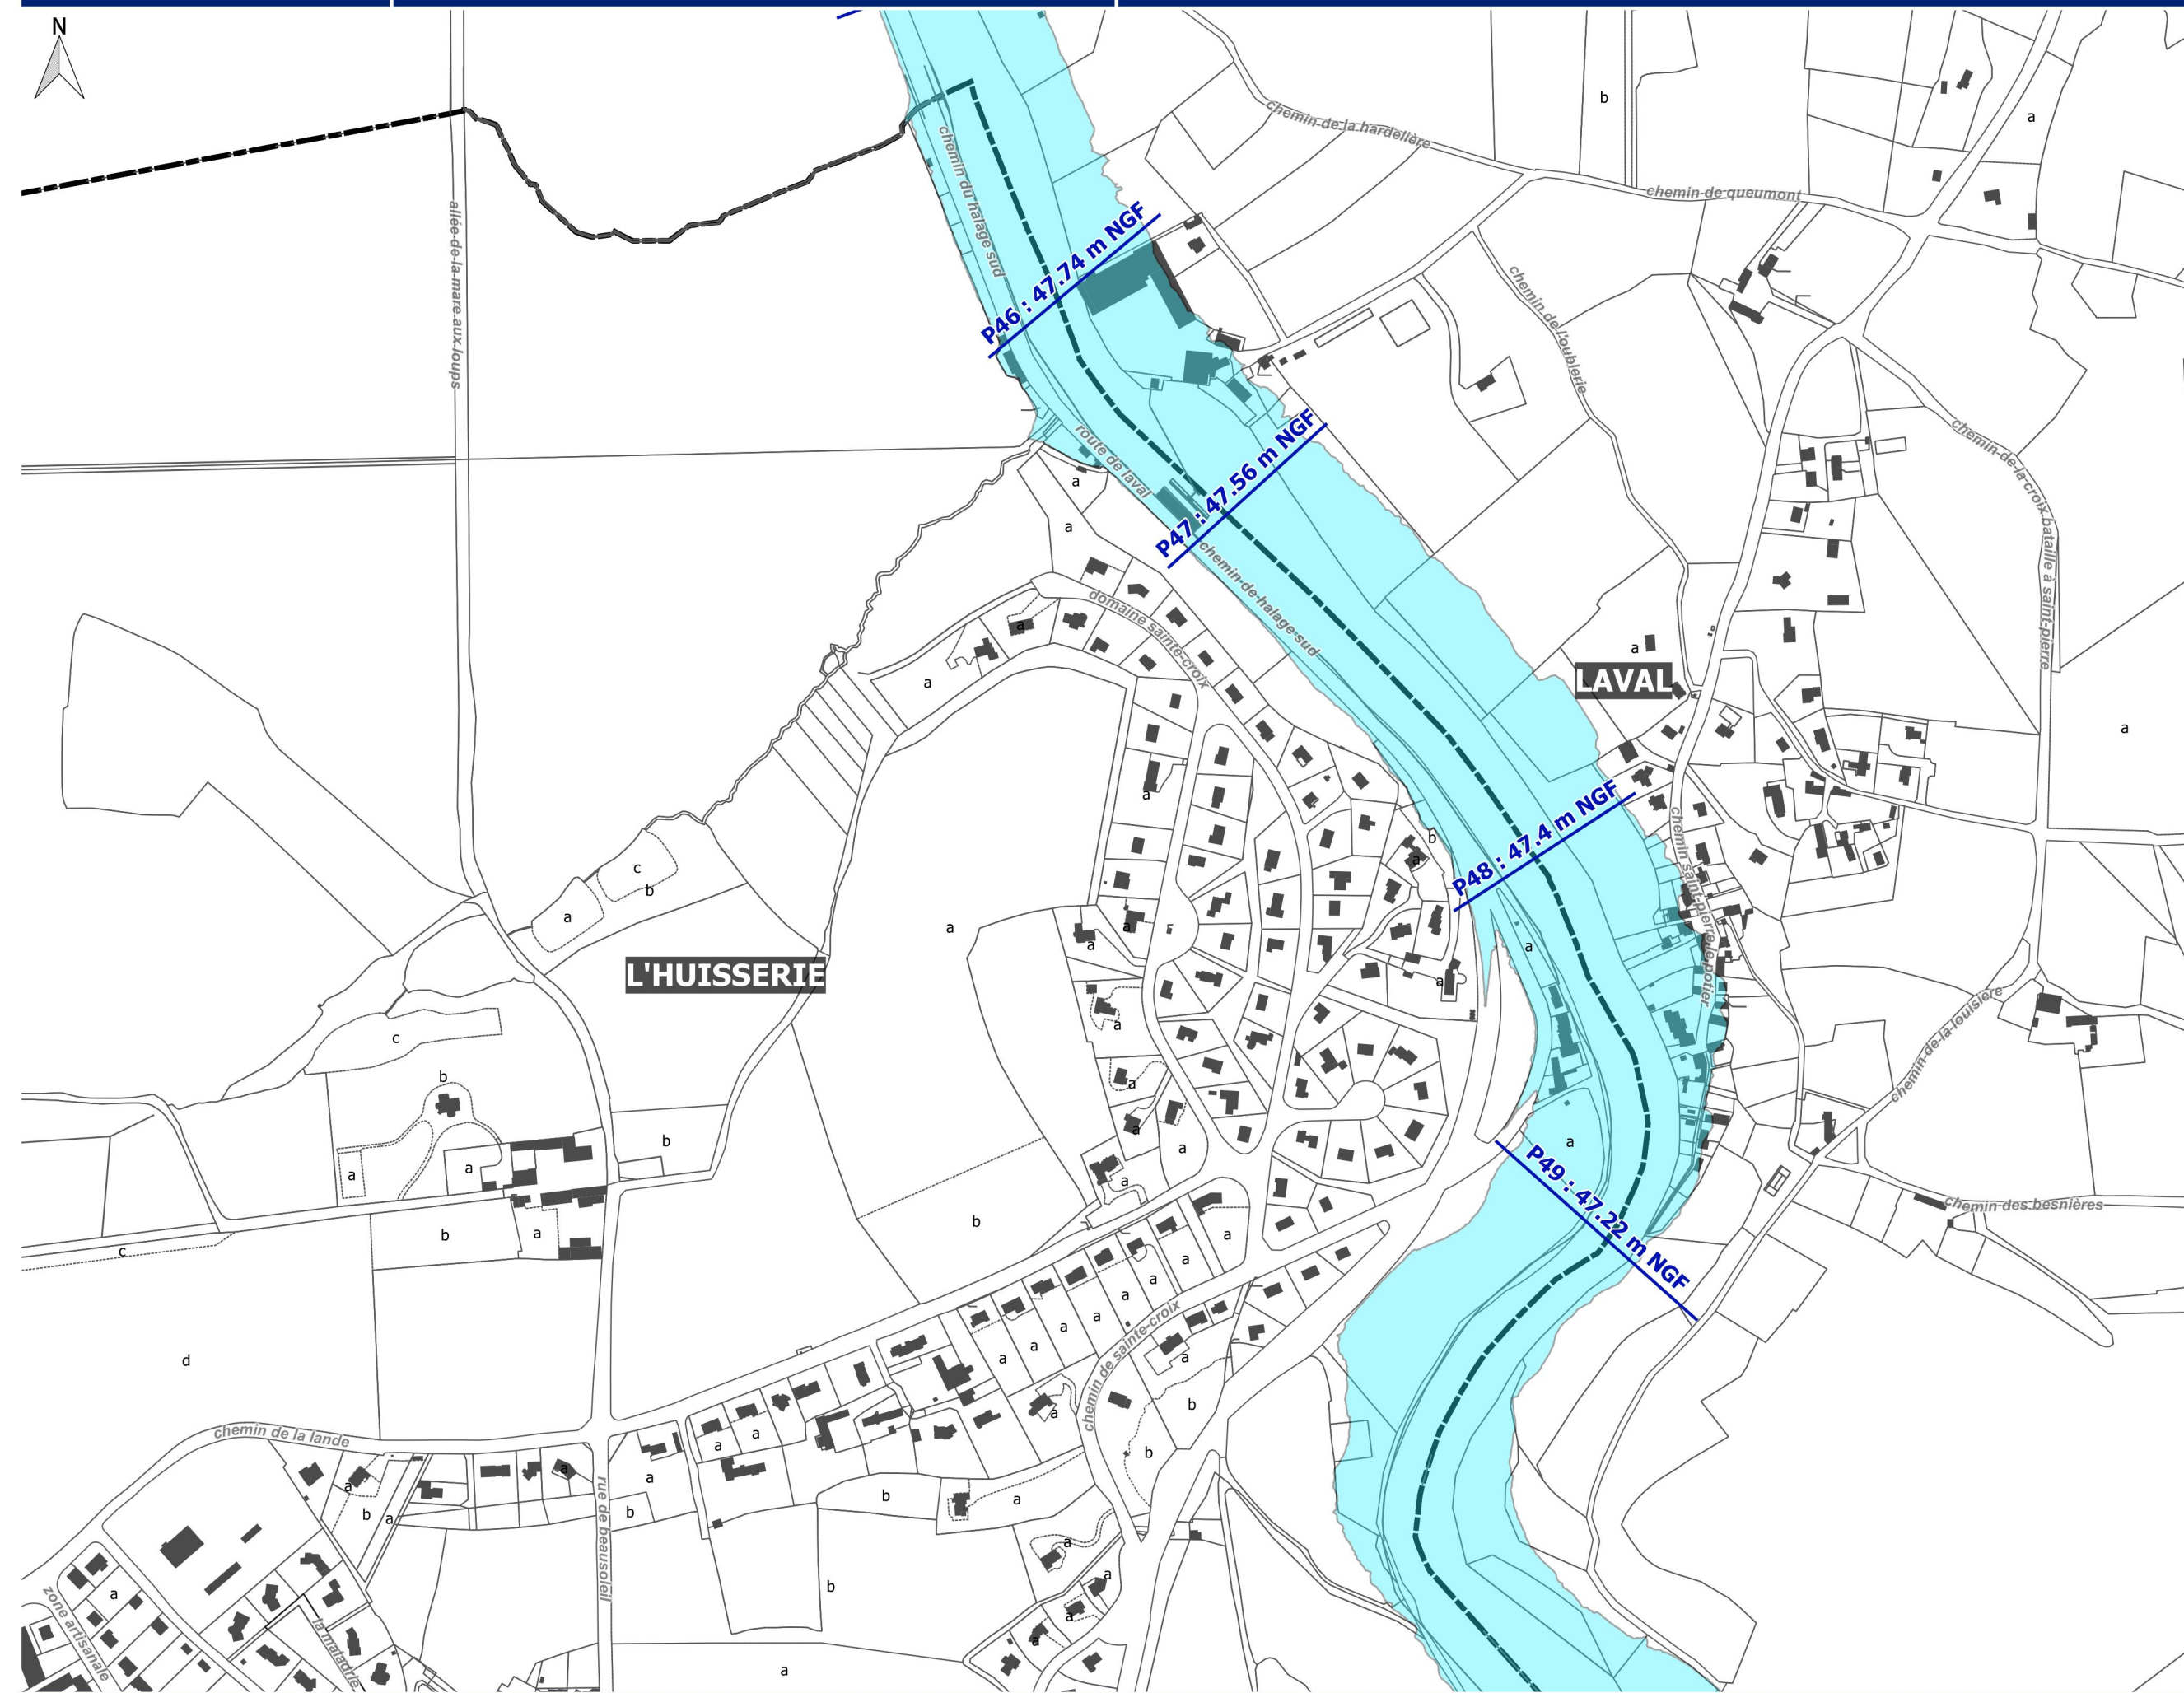 N
chemin de la hardelière
b
a
chemin de queumont
chemin du halage sud
allée de la mare aux loups
P46 : 47.74 m NGF
chemin de l'oublerie
chemin de la croix bataille à saint-pierre
route de laval
P47 : 47.56 m NGF
a
a
chemin de halage sud
domaine sainte-croix
a
a
a
LAVAL
a
a
P48 : 47.4 m NGF
chemin saint-pierre le potier
b
a
c
b
a
a
a
a
a
a
L'HUISSERIE
a
a
chemin de la louisière
c
b
a
a
b
a
a
a
a
a
a
P49 : 47.22 m NGF
chemin des besnières
b
a
b
a
c
a
a
a
a
a
a
a
a
chemin de sainte-croix
d
a
b
a
b
chemin de la lande
a
a
a
a
b
a
a
b
b
a
rue de beausoleil
a
b
a
a
a
a
zone artisanale
la maladrie
a